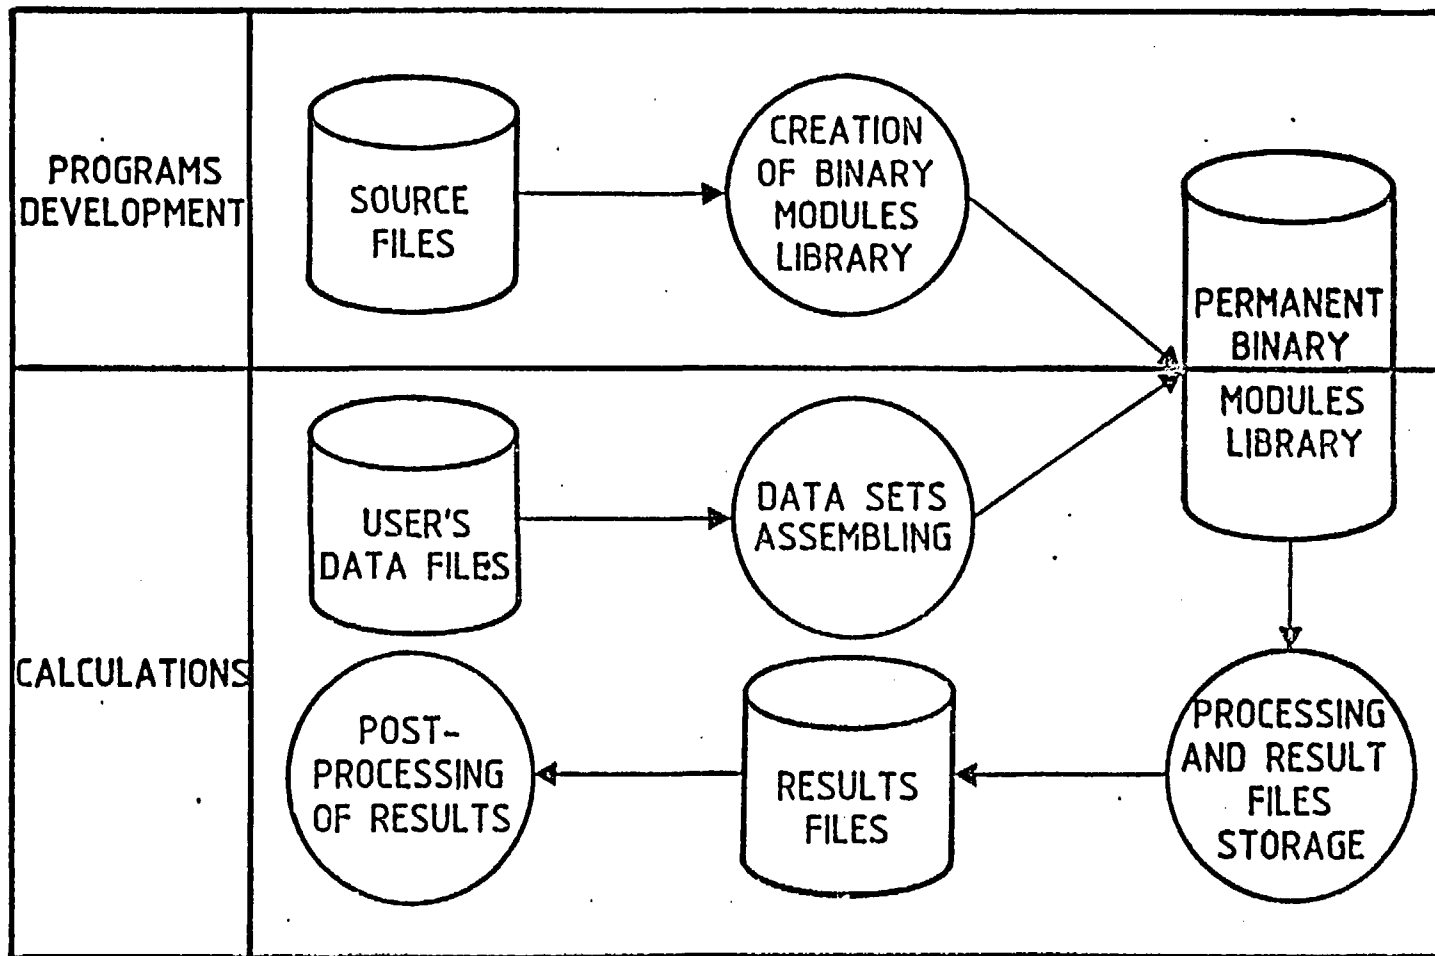 PROGRAMS
DEVELOPMENT
SOURCE
FILES
CREATION
OF BINARY
MODULES
LIBRARY
PERMANENT
BINARY
MODULES
LIBRARY
CALCULATIONS
USER'S
DATA FILES
DATA SETS
ASSEMBLING
POST-
PROCESSING
OF RESULTS
RESULTS
FILES
PROCESSING
AND RESULT
FILES
STORAGE